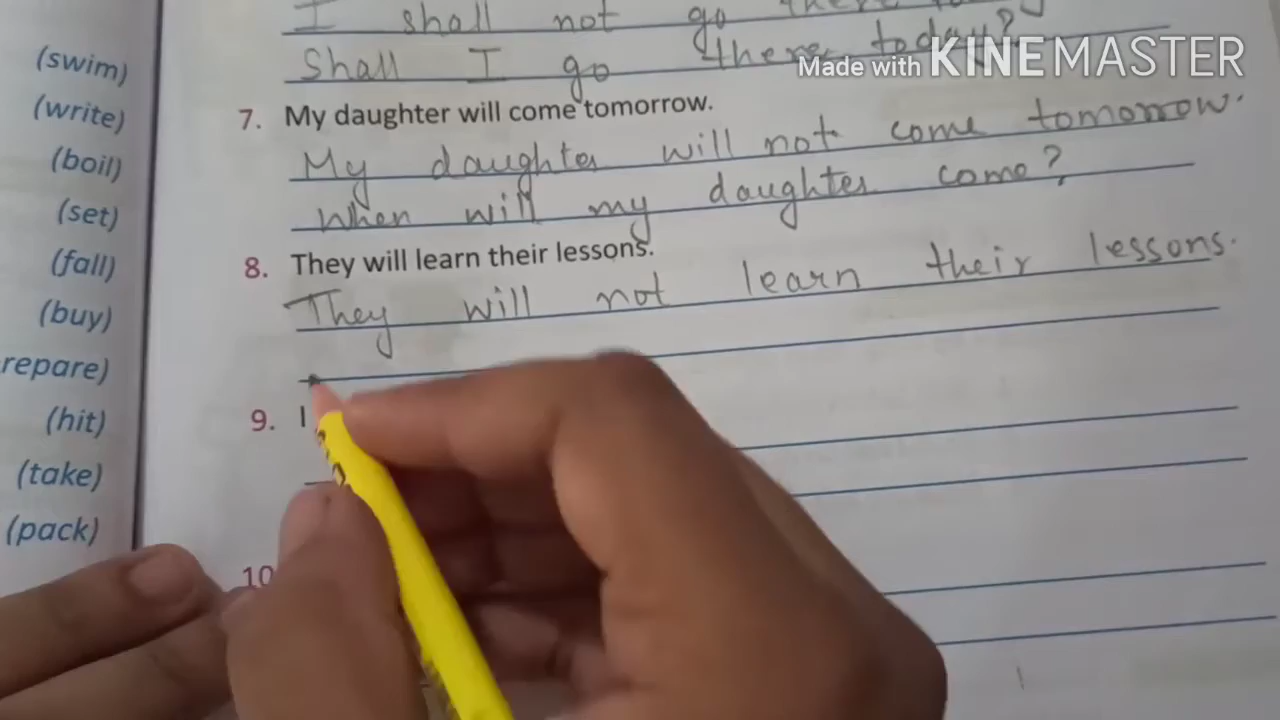 I shall not go there
Shall I go there today?
Made with KINEMASTER
(swim)
(write)
(boil)
(set)
(fall)
(buy)
repare)
(hit)
(take)
(pack)
7. My daughter will come tomorrow.
My daughter will not come tomorrow.
When will my daughter come?
8. They will learn their lessons.
They will not learn their lessons.
9. I
10